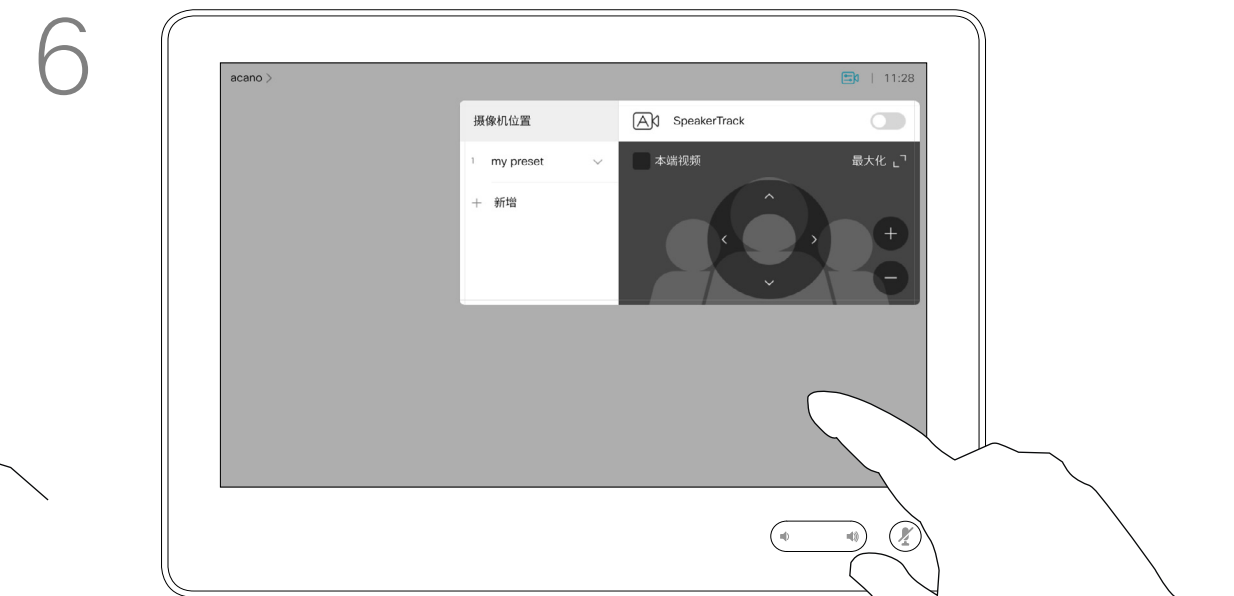 6
acano >
11:28
摄像机位置
SpeakerTrack
1 my preset
本端视频
最大化
+ 新增